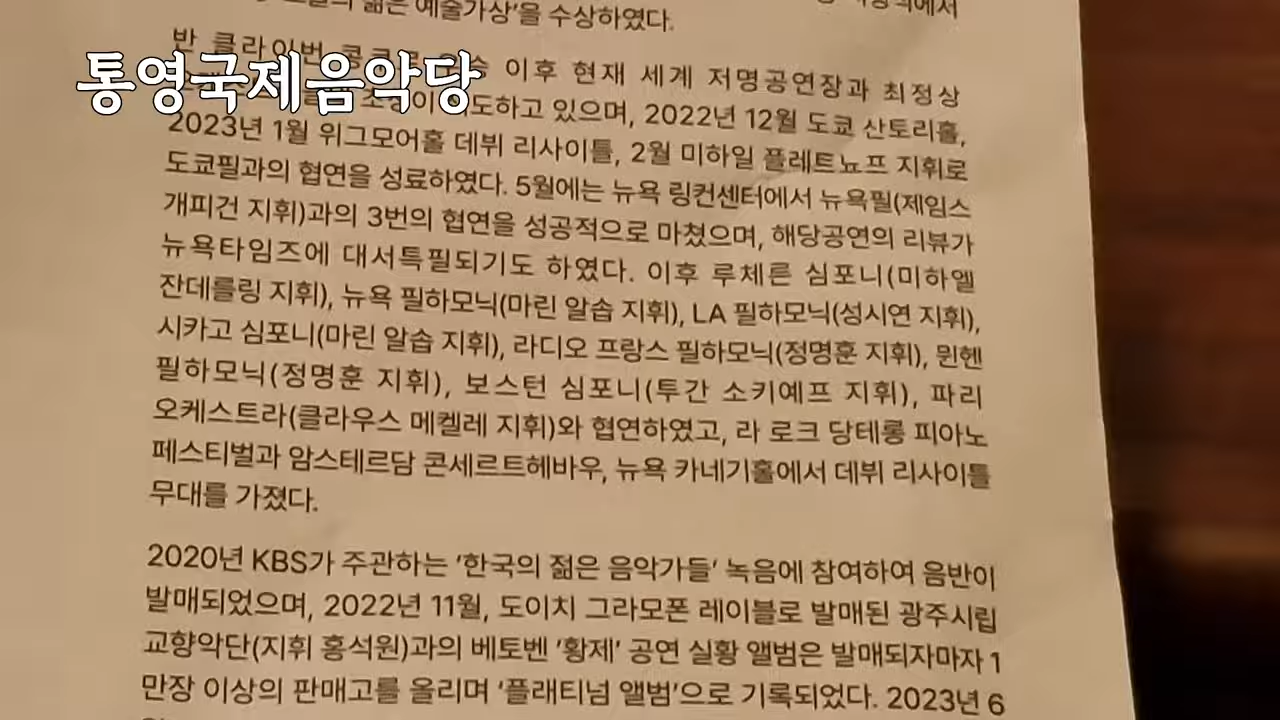 젊은 예술가상'을 수상하였다.
통영국제음악당
반 클라이번 이후 현재 세계 저명공연장과 최정상
하고 있으며, 2022년 12월 도쿄 산토리홀,
2023년 1월 위그모어홀 데뷔 리사이틀, 2월 미하일 플레트뇨프 지휘로
도쿄필과의 협연을 성료하였다. 5월에는 뉴욕 링컨센터에서 뉴욕필(제임스
개피건 지휘)과의 3번의 협연을 성공적으로 마쳤으며, 해당공연의 리뷰가
뉴욕타임즈에 대서특필되기도 하였다. 이후 루체른 심포니(미하엘
잔데를링 지휘), 뉴욕 필하모닉(마린 알솝 지휘), LA 필하모닉(성시연 지휘),
시카고 심포니(마린 알솝 지휘), 라디오 프랑스 필하모닉(정명훈 지휘), 뮌헨
필하모닉(정명훈 지휘), 보스턴 심포니(투간 소키예프 지휘), 파리
오케스트라(클라우스 메켈레 지휘)와 협연하였고, 라 로크 당테롱 피아노
페스티벌과 암스테르담 콘세르트헤바우, 뉴욕 카네기홀에서 데뷔 리사이틀
무대를 가졌다.
2020년 KBS가 주관하는 '한국의 젊은 음악가들' 녹음에 참여하여 음반이
발매되었으며, 2022년 11월, 도이치 그라모폰 레이블로 발매된 광주시립
교향악단(지휘 홍석원)과의 베토벤 '황제' 공연 실황 앨범은 발매되자마자 1
만장 이상의 판매고를 올리며 '플래티넘 앨범'으로 기록되었다. 2023년 6